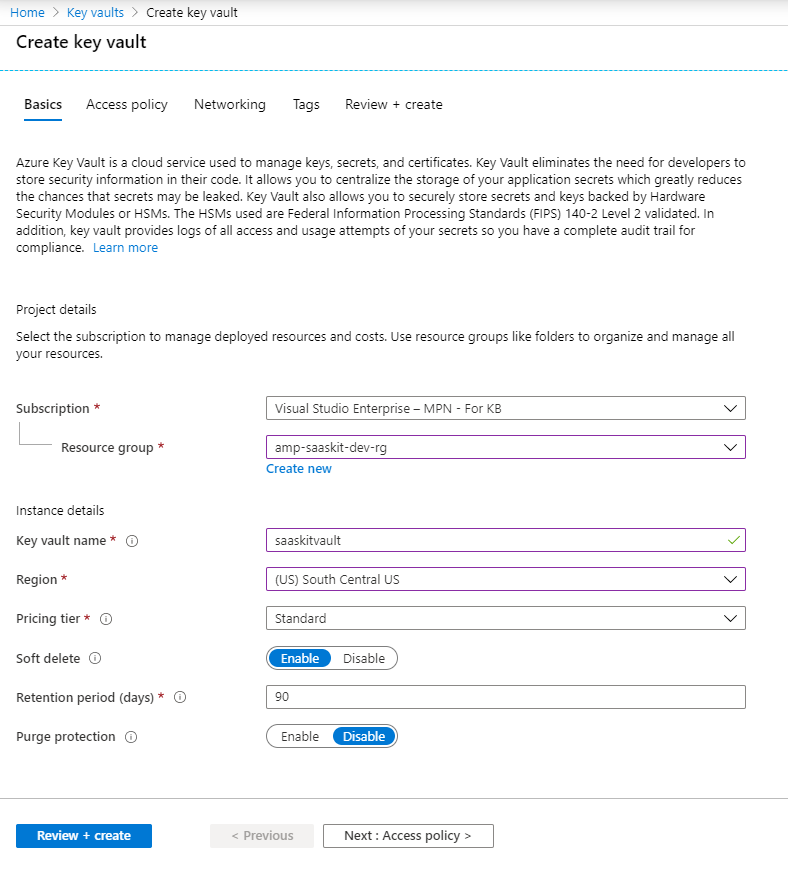 Home > Key vaults > Create key vault
Create key vault
Basics Access policy Networking Tags Review + create
Azure Key Vault is a cloud service used to manage keys, secrets, and certificates. Key Vault eliminates the need for developers to
store security information in their code. It allows you to centralize the storage of your application secrets which greatly reduces
the chances that secrets may be leaked. Key Vault also allows you to securely store secrets and keys backed by Hardware
Security Modules or HSMs. The HSMs used are Federal Information Processing Standards (FIPS) 140-2 Level 2 validated. In
addition, key vault provides logs of all access and usage attempts of your secrets so you have a complete audit trail for
compliance. Learn more
Project details
Select the subscription to manage deployed resources and costs. Use resource groups like folders to organize and manage all
your resources.
Subscription * Visual Studio Enterprise – MPN - For KB
Resource group * amp-saaskit-dev-rg
Create new
Instance details
Key vault name * saaskitvault
Region * (US) South Central US
Pricing tier * Standard
Soft delete Enable Disable
Retention period (days) * 90
Purge protection Enable Disable
Review + create < Previous Next : Access policy >